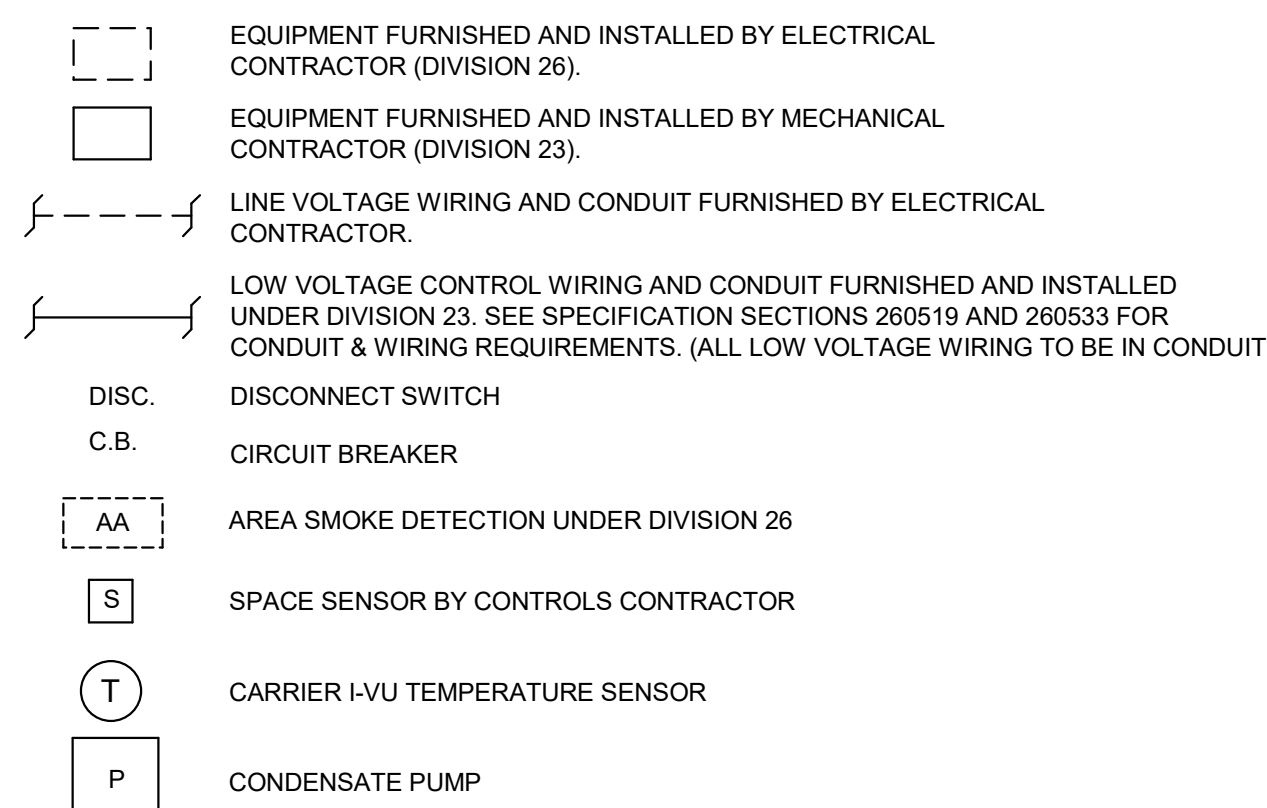 EQUIPMENT FURNISHED AND INSTALLED BY ELECTRICAL
CONTRACTOR (DIVISION 26).
EQUIPMENT FURNISHED AND INSTALLED BY MECHANICAL
CONTRACTOR (DIVISION 23).
LINE VOLTAGE WIRING AND CONDUIT FURNISHED BY ELECTRICAL
CONTRACTOR.
LOW VOLTAGE CONTROL WIRING AND CONDUIT FURNISHED AND INSTALLED
UNDER DIVISION 23. SEE SPECIFICATION SECTIONS 260519 AND 260533 FOR
CONDUIT & WIRING REQUIREMENTS. (ALL LOW VOLTAGE WIRING TO BE IN CONDUIT
DISC. DISCONNECT SWITCH
C.B. CIRCUIT BREAKER
AA AREA SMOKE DETECTION UNDER DIVISION 26
S SPACE SENSOR BY CONTROLS CONTRACTOR
T CARRIER I-VU TEMPERATURE SENSOR
P CONDENSATE PUMP